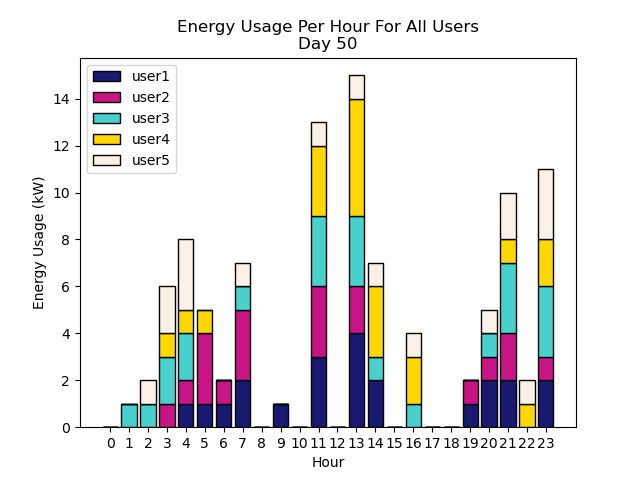 Energy Usage Per Hour For All Users
Day 50
user1
user2
user3
user4
user5
Energy Usage (kW)
14
12
10
8
6
4
2
0
0 1 2 3 4 5 6 7 8 9 10 11 12 13 14 15 16 17 18 19 20 21 22 23
Hour